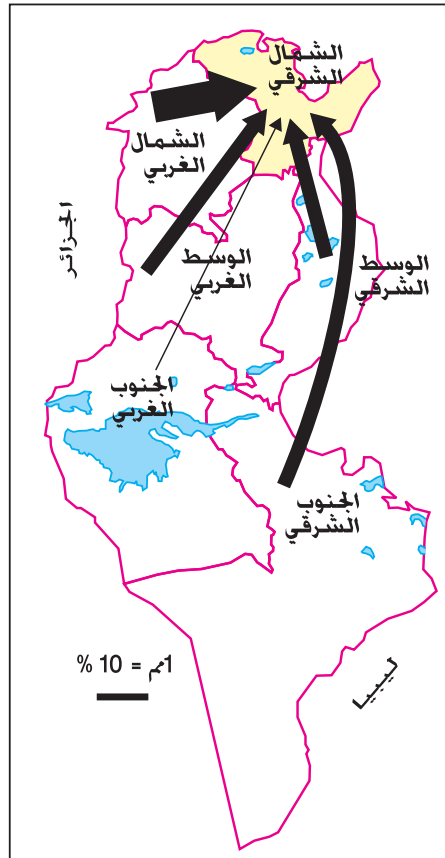 الشمال
الشرقي
الشمال
الغربي
الجزائر
الوسط
الغربي
الوسط
الشرقي
الجنوب
الغربي
الجنوب
الشرقي
ليبيا
1مم = 10 %